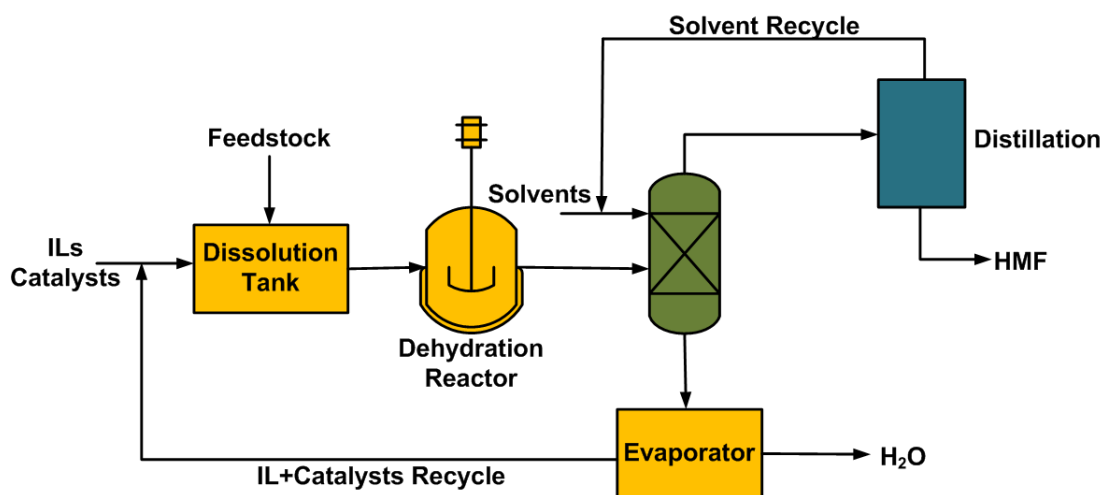 Solvent Recycle
Feedstock
Distillation
Solvents
ILs
Catalysts
Dissolution
Tank
HMF
Dehydration
Reactor
Evaporator
H₂O
IL+Catalysts Recycle